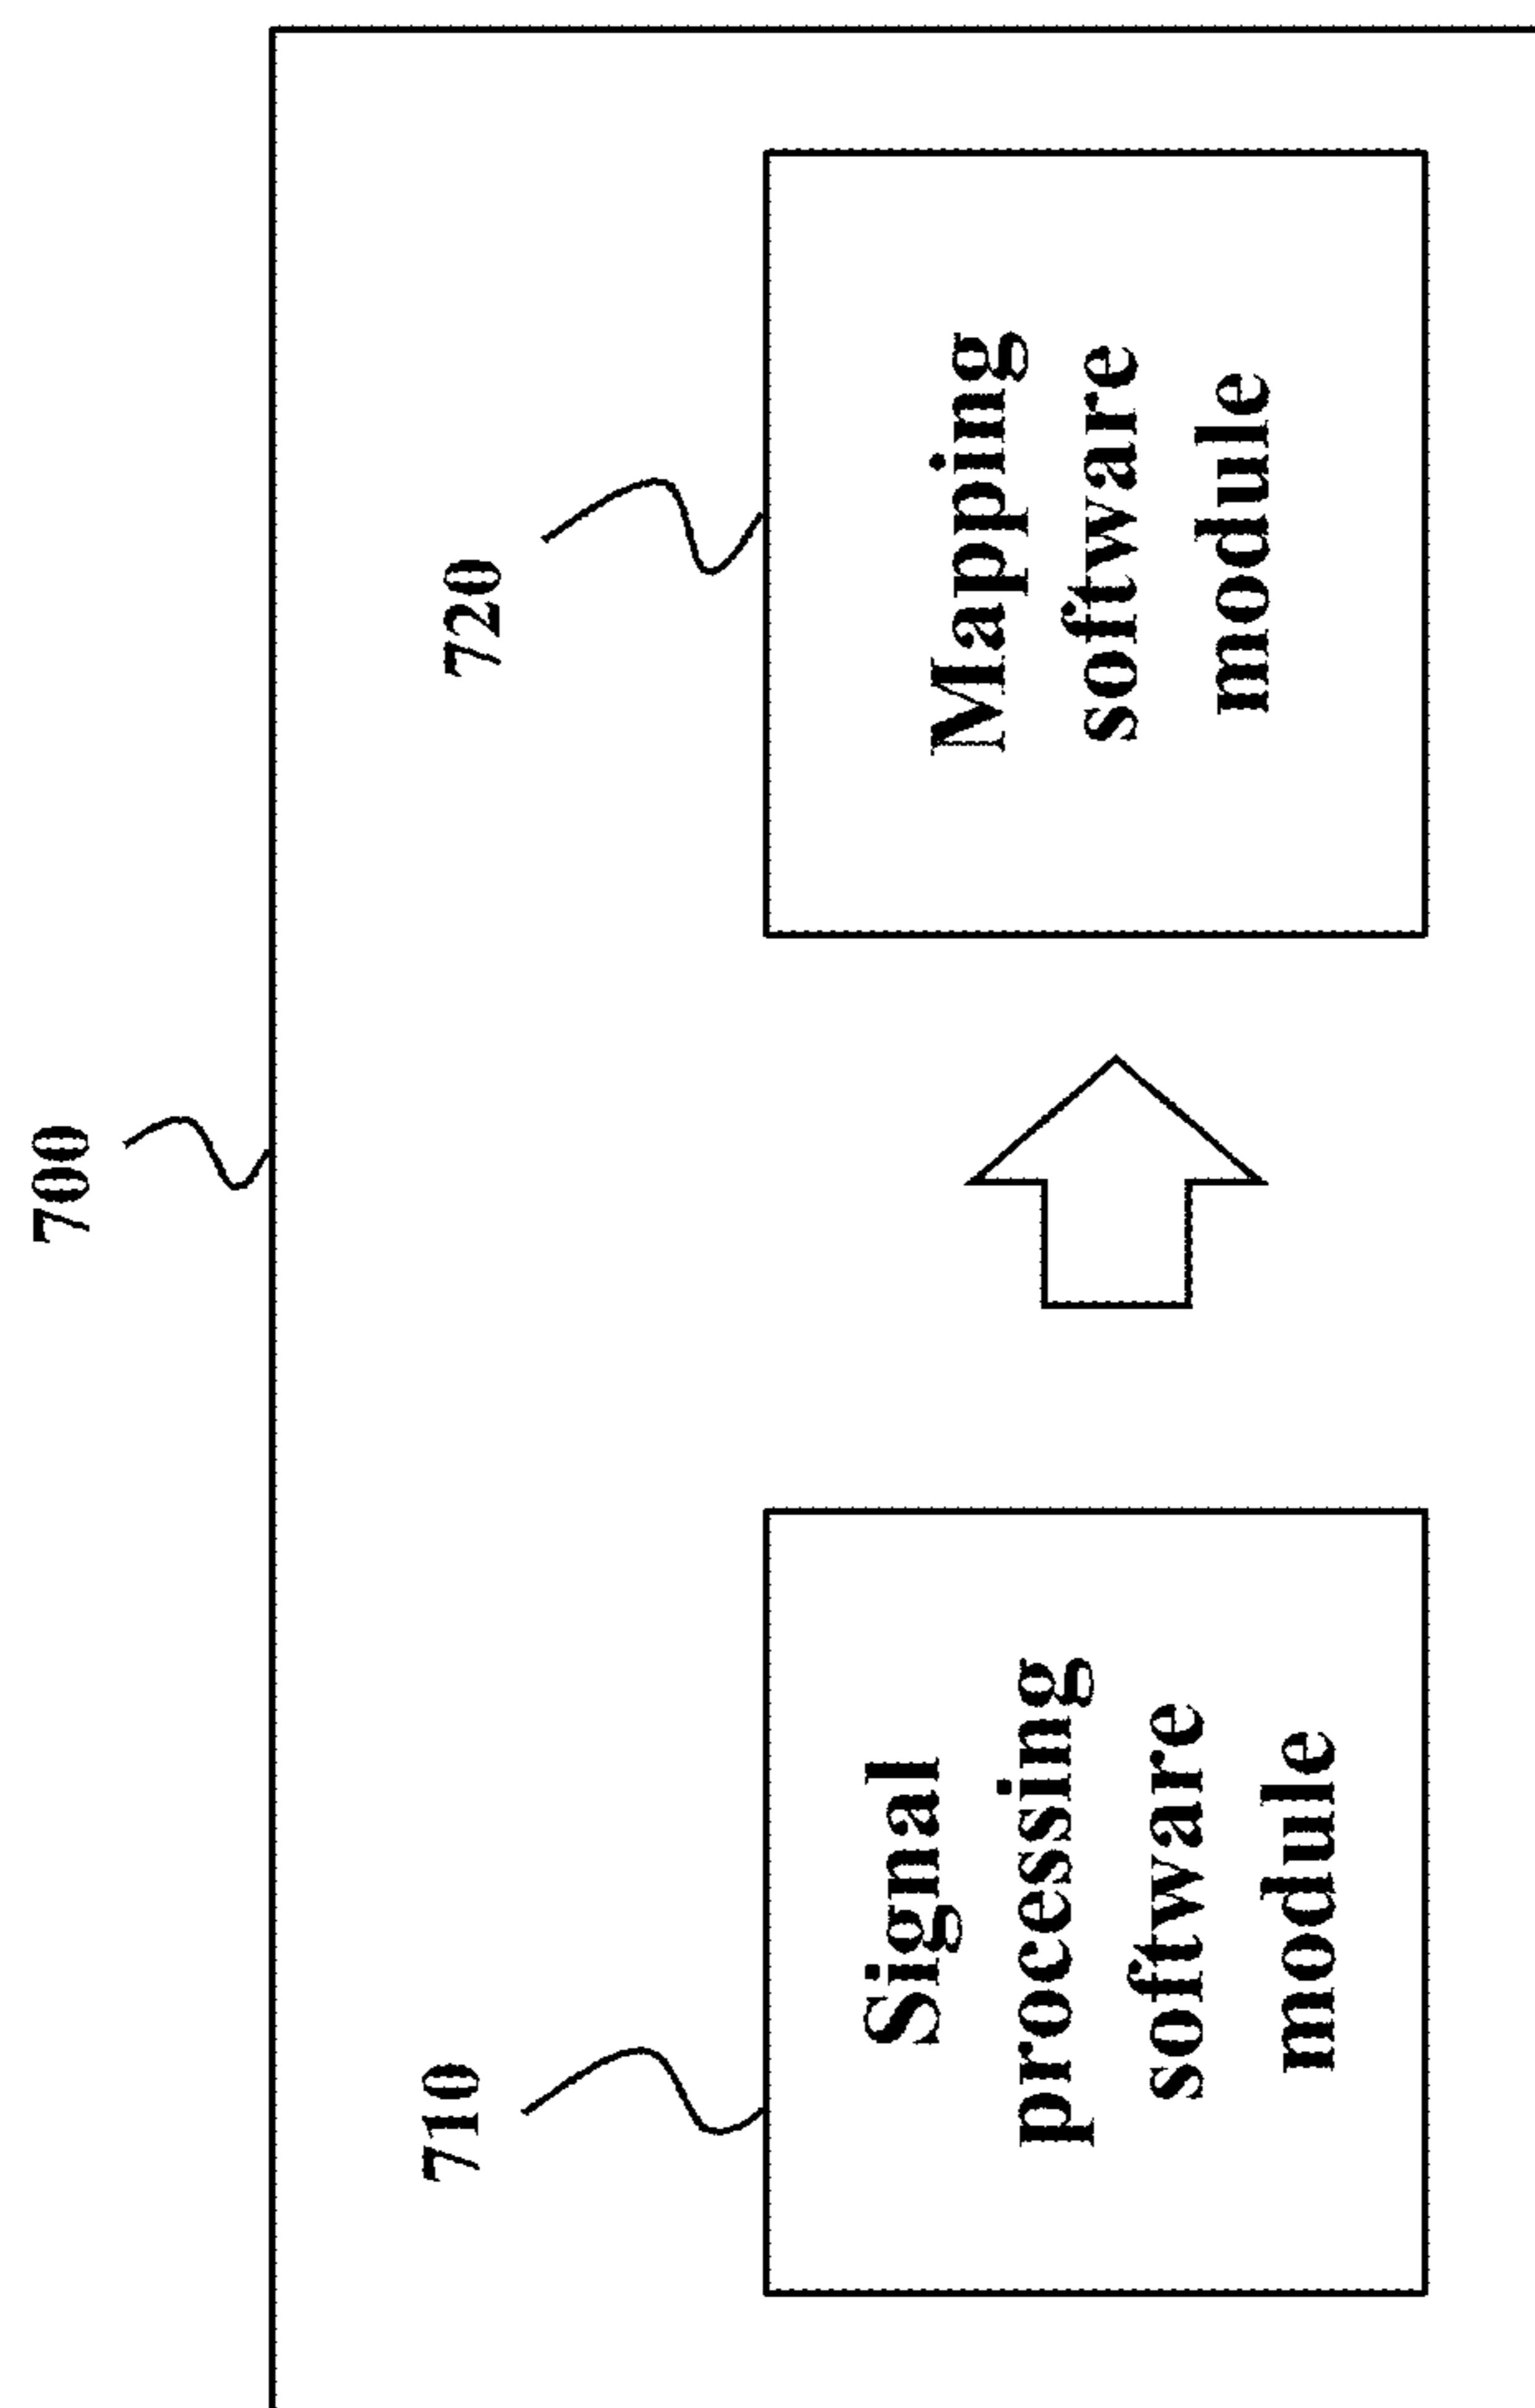 700
710
720
Signal
processing
software
module
Mapping
software
module